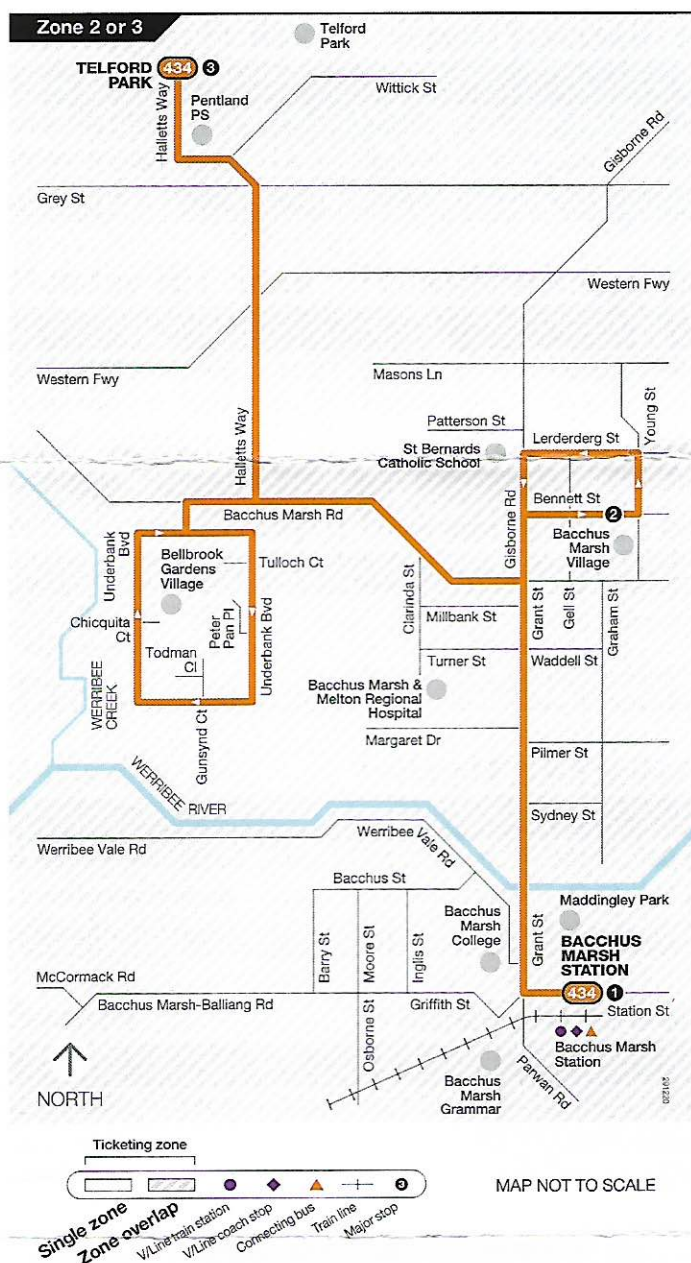 Zone 2 or 3
Telford
Park
TELFORD
PARK
434
3
Halletts Way
Pentland
PS
Wittick St
Gisborne Rd
Grey St
Western Fwy
Western Fwy
Masons Ln
Patterson St
Young St
Halletts Way
St Bernards
Catholic School
Lerderderg St
Bennett St
2
Gisborne Rd
Bacchus
Marsh
Village
Bacchus Marsh Rd
Underbank
Bvd
Bellbrook
Gardens
Village
Tulloch Ct
Chicquita
Ct
Peter
Pan Pl
Underbank Bvd
Todman
Cl
Gunsynd Ct
WERRIBEE
CREEK
Clarinda St
Millbank St
Turner St
Grant St
Gell St
Graham St
Waddell St
Bacchus Marsh &
Melton Regional
Hospital
Margaret Dr
Pilmer St
Sydney St
WERRIBEE
RIVER
Werribee Vale Rd
Werribee
Vale Rd
Bacchus St
Barry St
Moore St
Inglis St
Bacchus
Marsh
College
Maddingley Park
Grant St
BACCHUS
MARSH
STATION
434
1
McCormack Rd
Bacchus Marsh-Balliang Rd
Griffith St
Station St
Osborne St
Bacchus Marsh
Station
Parwan Rd
Bacchus
Marsh
Grammar
NORTH
291220
Ticketing zone
Single zone
Zone overlap
V/Line train station
V/Line coach stop
Connecting bus
Train line
3
Major stop
MAP NOT TO SCALE